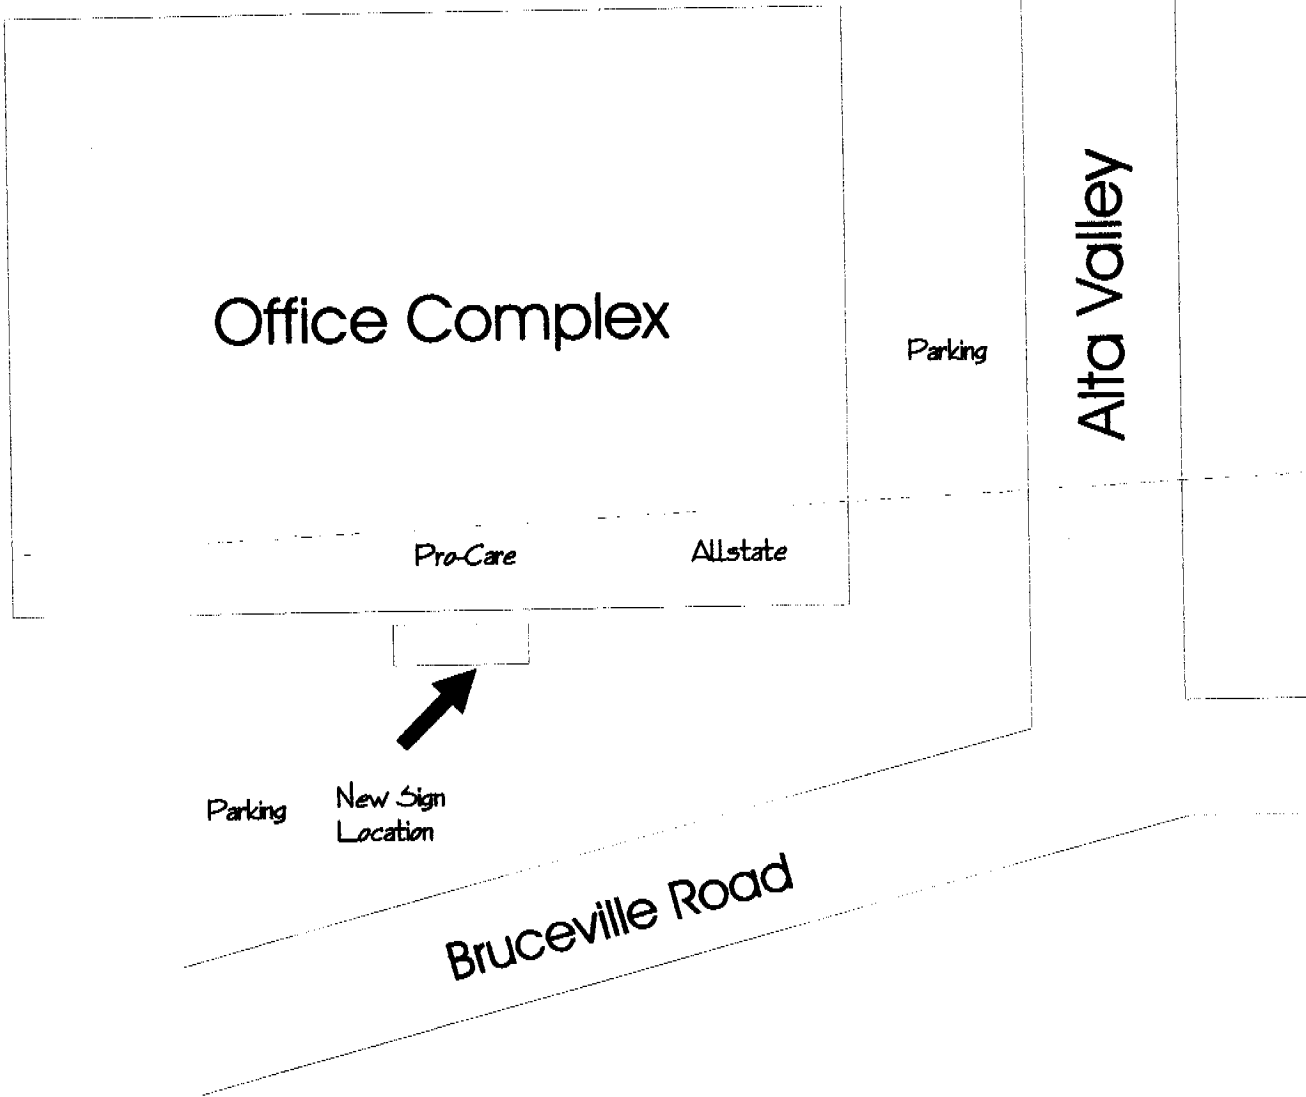 Alta Valley
Office Complex
Parking
Pro-Care
Allstate
Parking
New Sign
Location
Bruceville Road